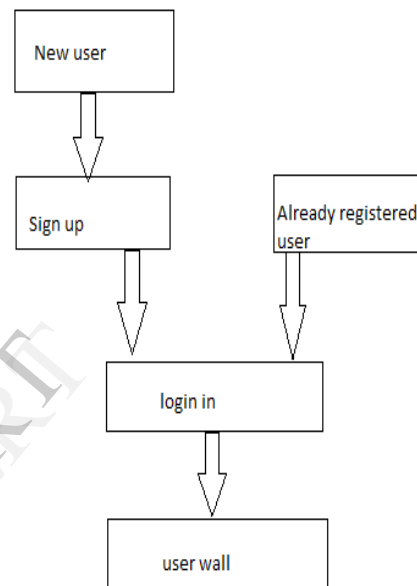 New user
Sign up
Already registered
user
login in
user wall